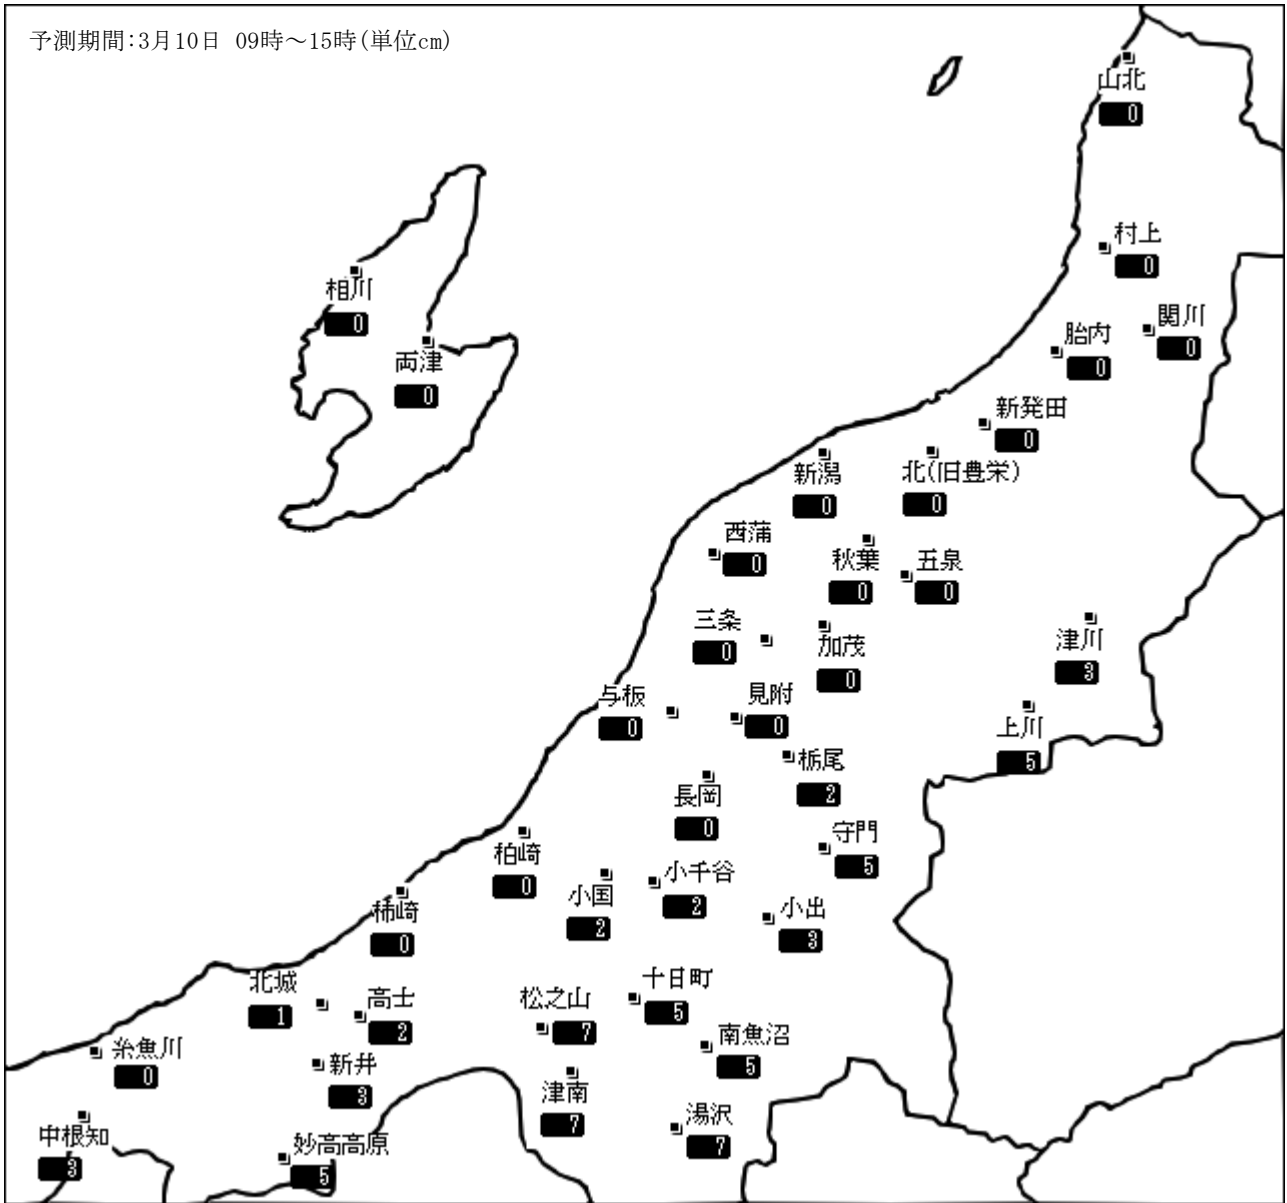 予測期間:3月10日 09時～15時(単位cm)
山北
0
村上
0
相川
0
関川
0
胎内
0
両津
0
新発田
0
新潟
0
北(旧豊栄)
0
西蒲
0
秋葉
0
五泉
0
三条
0
加茂
0
津川
3
与板
0
見附
0
上川
5
栃尾
2
長岡
0
守門
5
柏崎
0
小千谷
2
小国
2
小出
3
柿崎
0
北城
1
高士
2
松之山
7
十日町
5
南魚沼
5
糸魚川
0
新井
3
津南
7
湯沢
7
中根知
3
妙高高原
5